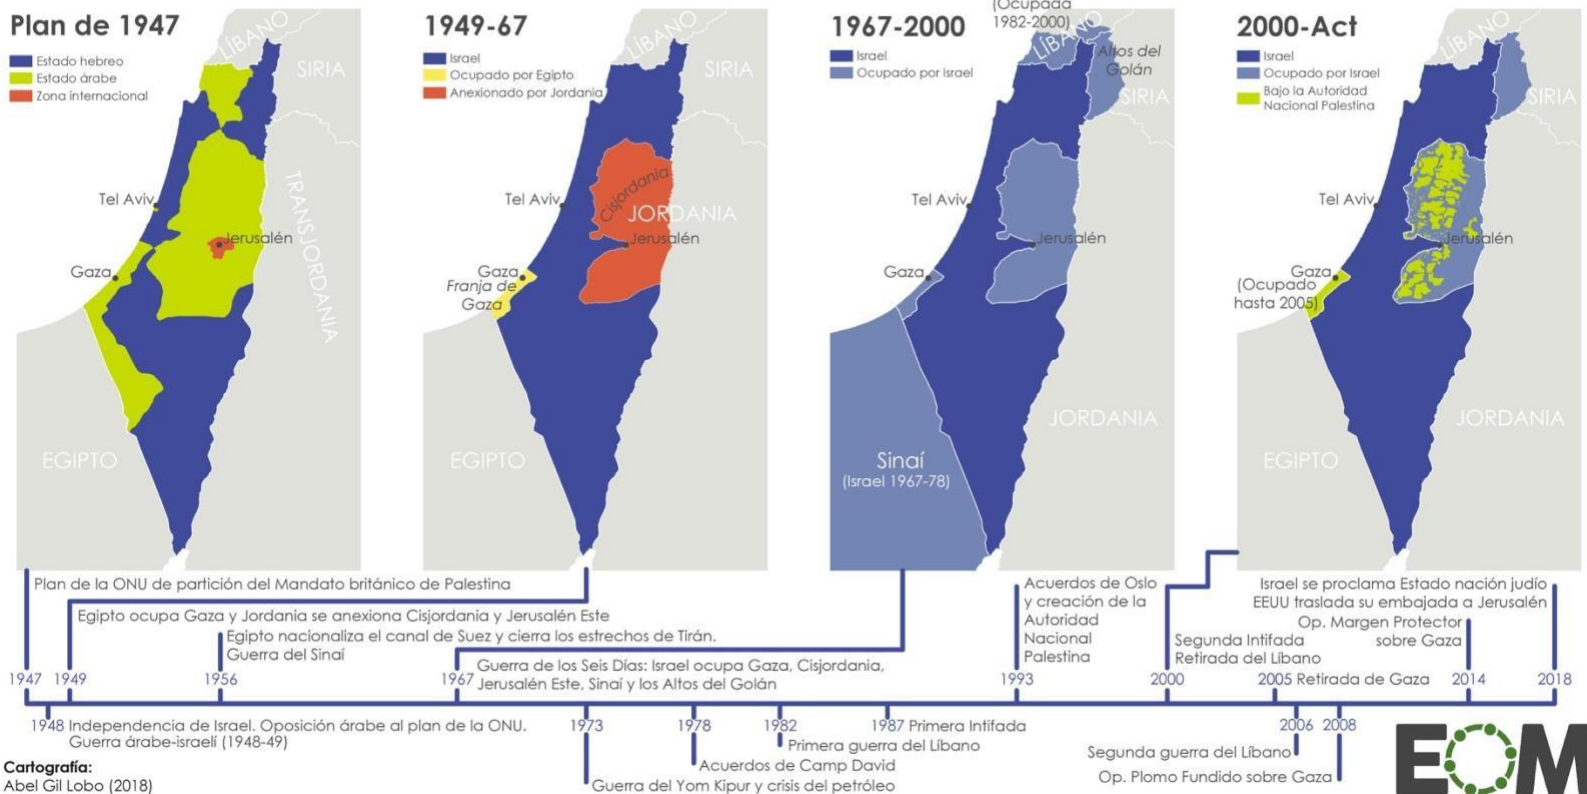 Plan de 1947
Estado hebreo
Estado árabe
Zona internacional
LÍBANO
SIRIA
Tel Aviv
TRANSJORDANIA
Jerusalén
Gaza
EGIPTO
1949-67
Israel
Ocupado por Egipto
Anexionado por Jordania
LÍBANO
SIRIA
Cisjordania
Tel Aviv
JORDANIA
Jerusalén
Gaza
Franja de
Gaza
EGIPTO
1967-2000
Israel
Ocupado por Israel
(Ocupada
1982-2000)
LÍBANO
Altos del
Golán
SIRIA
Tel Aviv
Jerusalén
Gaza
JORDANIA
Sinaí
(Israel 1967-78)
2000-Act
Israel
Ocupado por Israel
Bajo la Autoridad
Nacional Palestina
LÍBANO
SIRIA
Tel Aviv
Jerusalén
Gaza
(Ocupado
hasta 2005)
JORDANIA
EGIPTO
Plan de la ONU de partición del Mandato británico de Palestina
Egipto ocupa Gaza y Jordania se anexiona Cisjordania y Jerusalén Este
Egipto nacionaliza el canal de Suez y cierra los estrechos de Tirán.
Guerra del Sinaí
Guerra de los Seis Días: Israel ocupa Gaza, Cisjordania,
Jerusalén Este, Sinaí y los Altos del Golán
Acuerdos de Oslo
y creación de la
Autoridad
Nacional
Palestina
Segunda Intifada
Retirada del Líbano
Israel se proclama Estado nación judío
EEUU traslada su embajada a Jerusalén
Op. Margen Protector
sobre Gaza
1947 1949 1956 1967 1993 2000 2005 Retirada de Gaza 2014 2018
1948 Independencia de Israel. Oposición árabe al plan de la ONU.
Guerra árabe-israelí (1948-49)
1973 1978 1982 1987 Primera Intifada
2006 2008
Primera guerra del Líbano
Acuerdos de Camp David
Guerra del Yom Kipur y crisis del petróleo
Segunda guerra del Líbano
Op. Plomo Fundido sobre Gaza
Cartografía:
Abel Gil Lobo (2018)
EOM